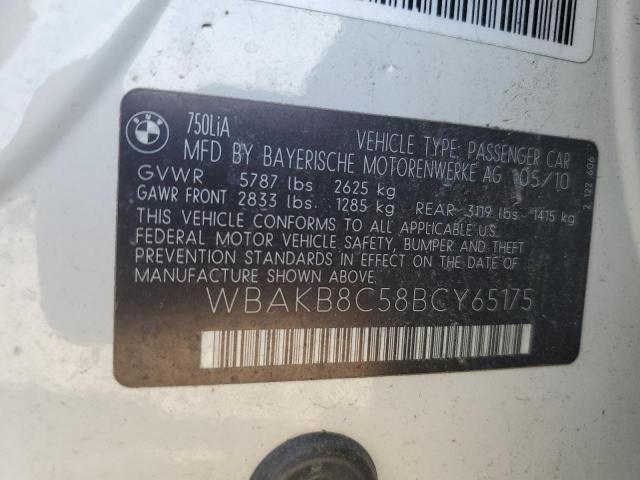 BMW
750LiA
VEHICLE TYPE: PASSENGER CAR
MFD BY BAYERISCHE MOTORENWERKE AG 05/10
GVWR 5787 lbs 2625 kg
GAWR FRONT 2833 lbs. 1285 kg REAR 3119 lbs- 1415 kg
THIS VEHICLE CONFORMS TO ALL APPLICABLE U.S.
FEDERAL MOTOR VEHICLE SAFETY, BUMPER AND THEFT
PREVENTION STANDARDS IN EFFECT ON THE DATE OF
MANUFACTURE SHOWN ABOVE.
WBAKB8C58BCY65175